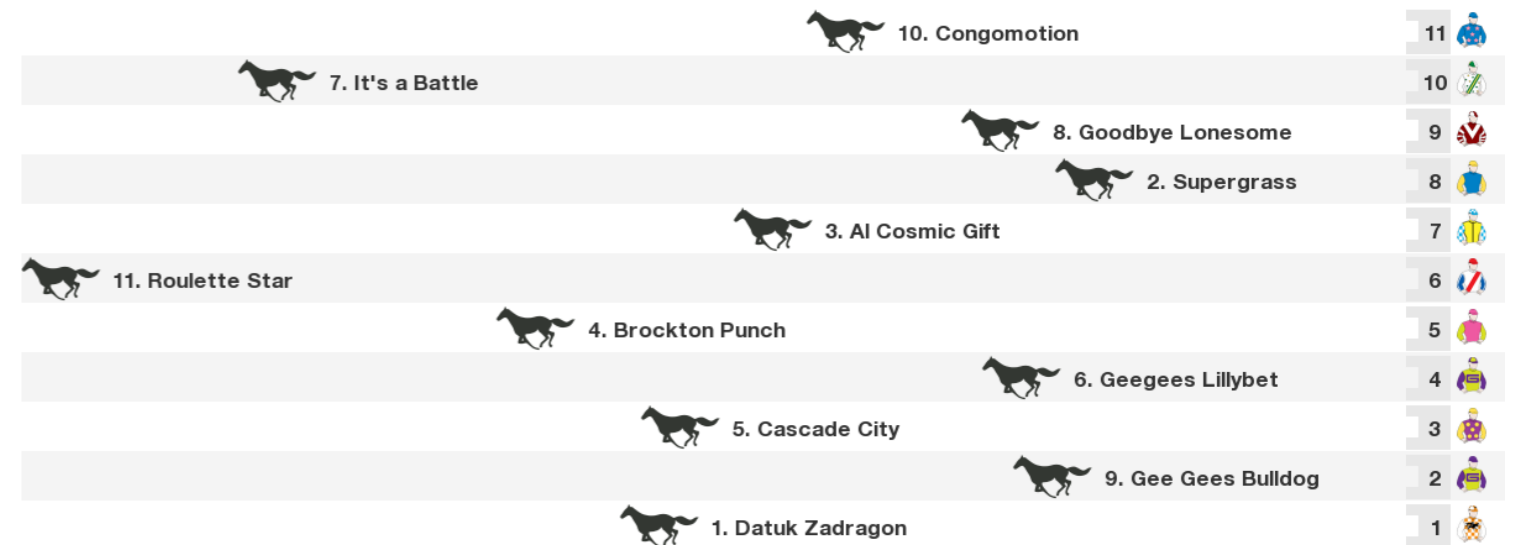 10. Congomotion 11
7. It's a Battle 10
8. Goodbye Lonesome 9
2. Supergrass 8
3. Al Cosmic Gift 7
11. Roulette Star 6
4. Brockton Punch 5
6. Geegees Lillybet 4
5. Cascade City 3
9. Gee Gees Bulldog 2
1. Datuk Zadragon 1